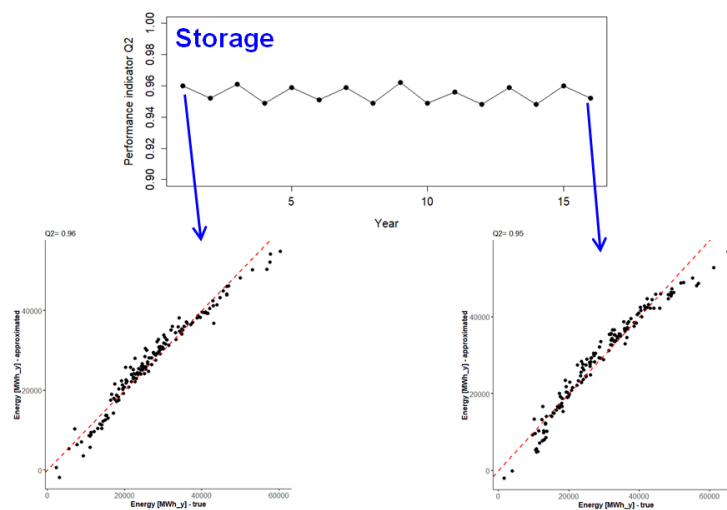 Storage
Performance indicator Q2
1.00
0.98
0.96
0.94
0.92
0.90
5 10 15
Year
Q2= 0.96
Energy [MWh_y] - approximated
40000
20000
0
0 20000 40000 60000
Energy [MWh_y] - true
Q2= 0.95
Energy [MWh_y] - approximated
40000
20000
0
0 20000 40000 60000
Energy [MWh_y] - true